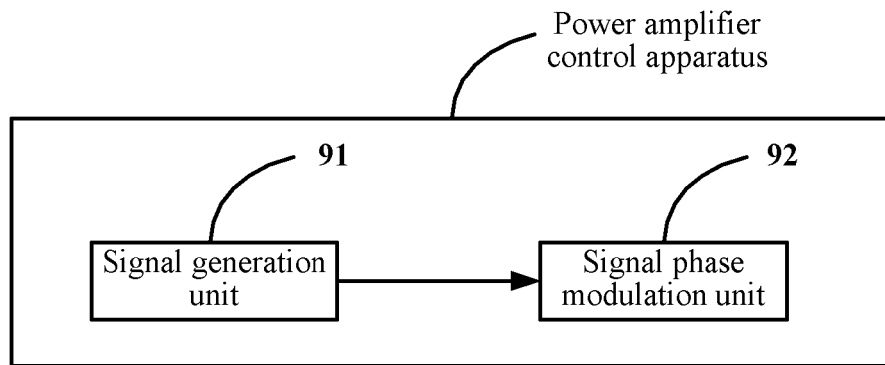 Power amplifier
control apparatus
91
92
Signal generation
unit
Signal phase
modulation unit